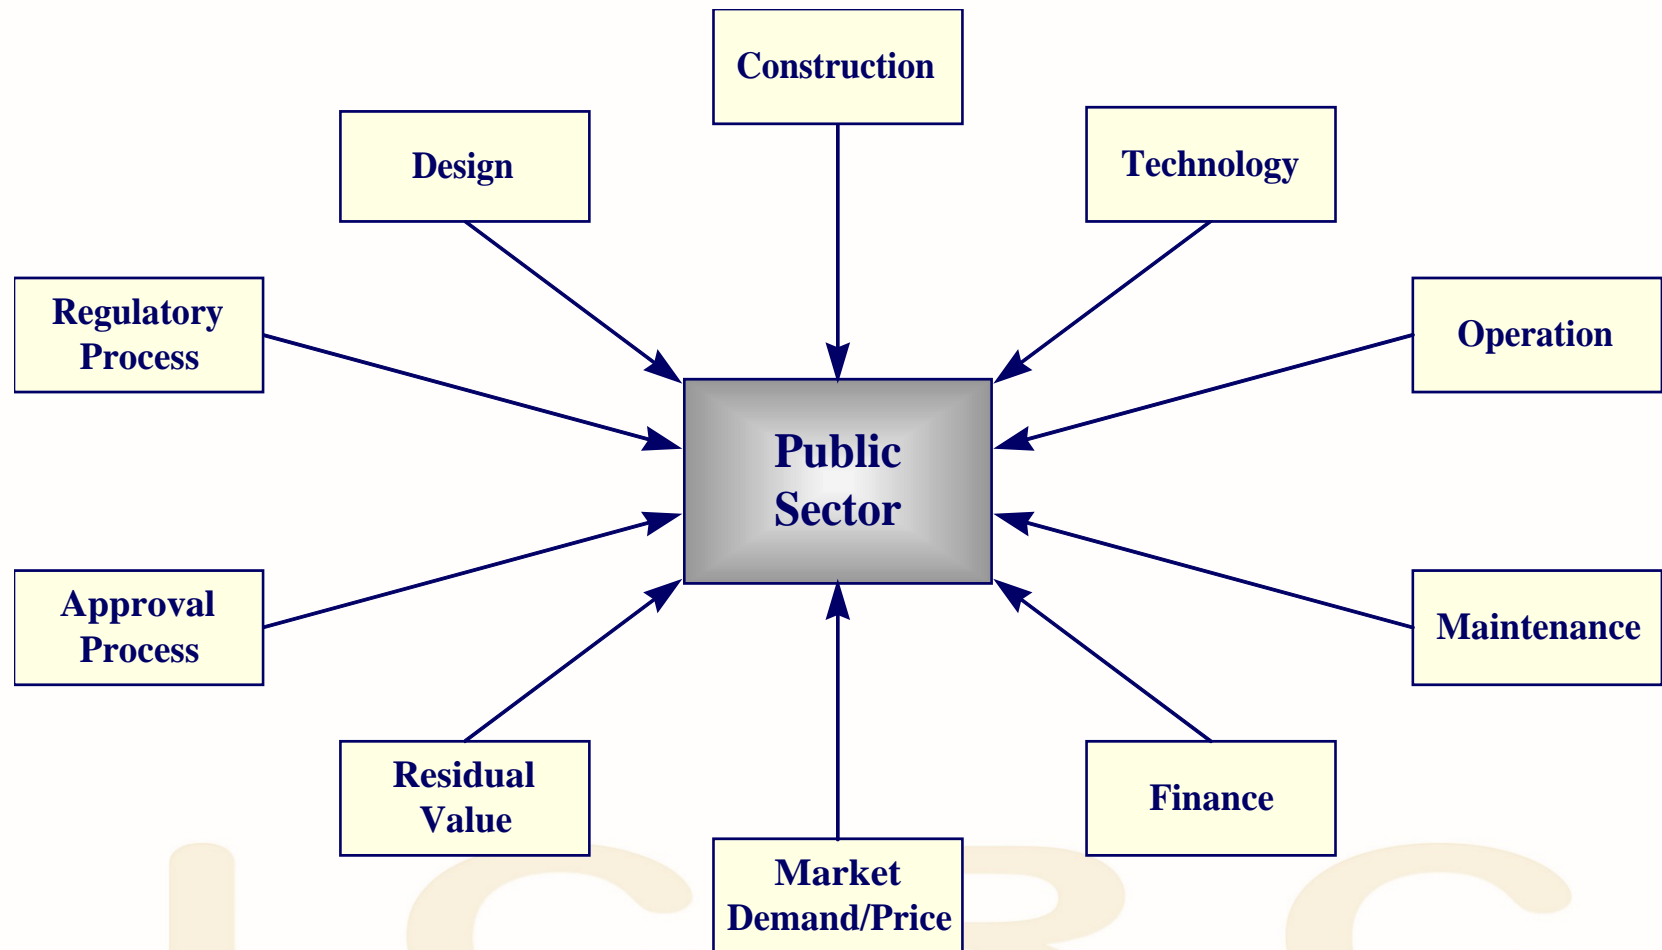 Construction
Design
Technology
Regulatory
Process
Operation
Public
Sector
Approval
Process
Maintenance
Residual
Value
Finance
Market
Demand/Price
I C B C